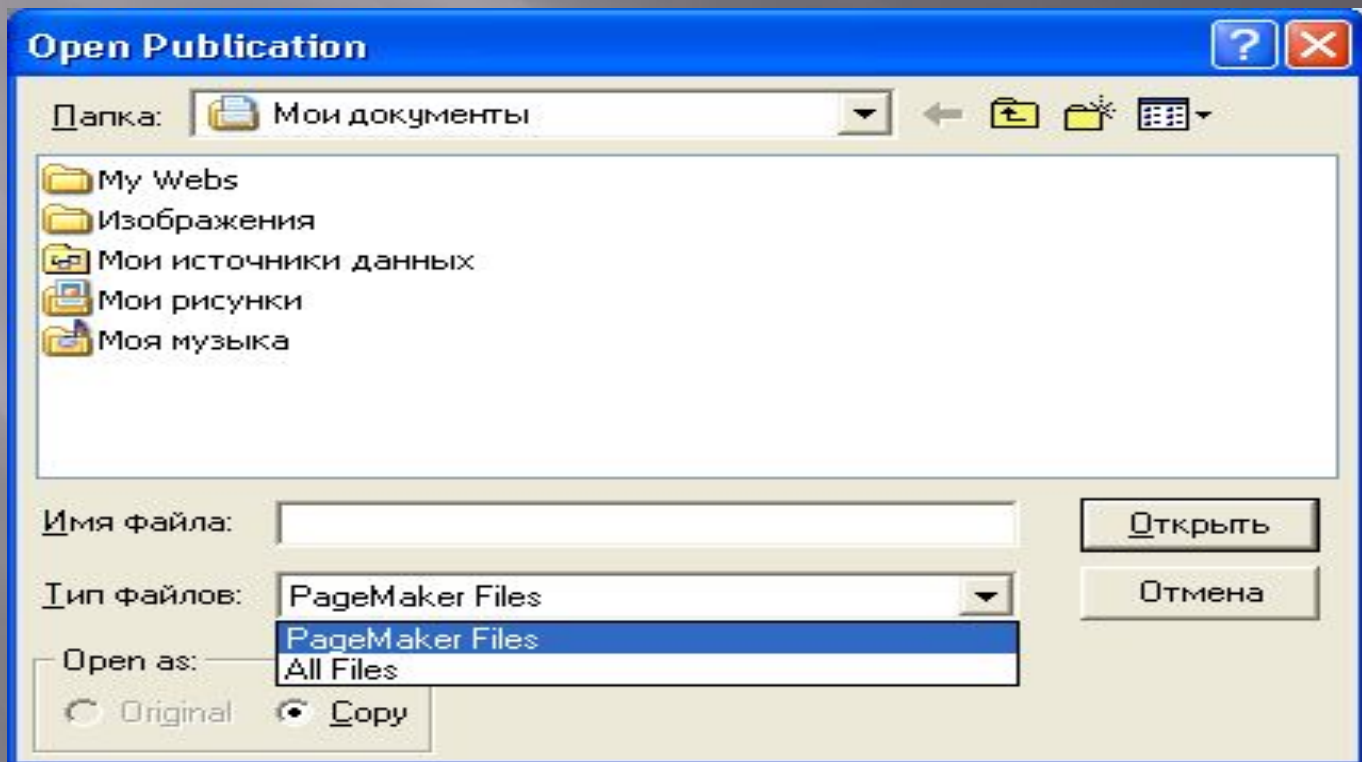 Open Publication
Папка: Мои документы
My Webs
Изображения
Мои источники данных
Мои рисунки
Моя музыка
Имя файла:
Открыть
Тип файлов: PageMaker Files
Отмена
PageMaker Files
All Files
Open as:
Original Copy